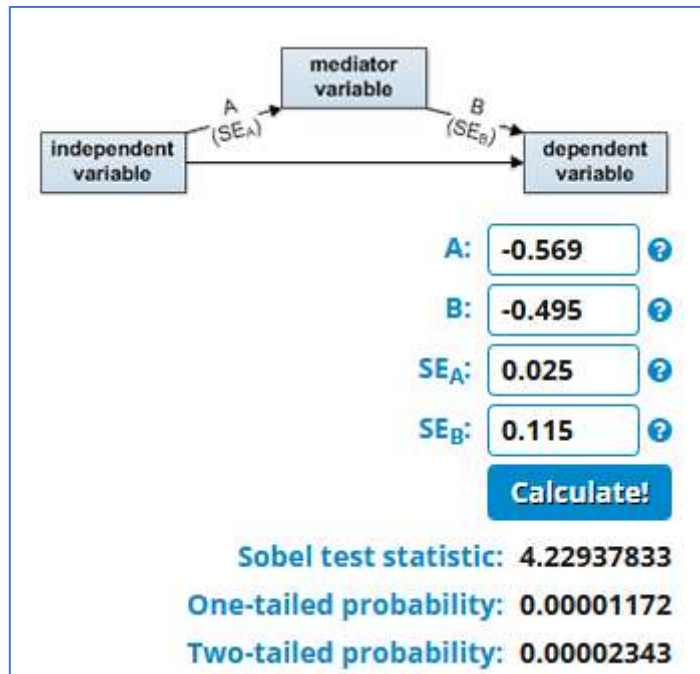 mediator
variable
A
(SEA)
B
(SEB)
independent
variable
dependent
variable
A: -0.569 ?
B: -0.495 ?
SEA: 0.025 ?
SEB: 0.115 ?
Calculate!
Sobel test statistic: 4.22937833
One-tailed probability: 0.00001172
Two-tailed probability: 0.00002343